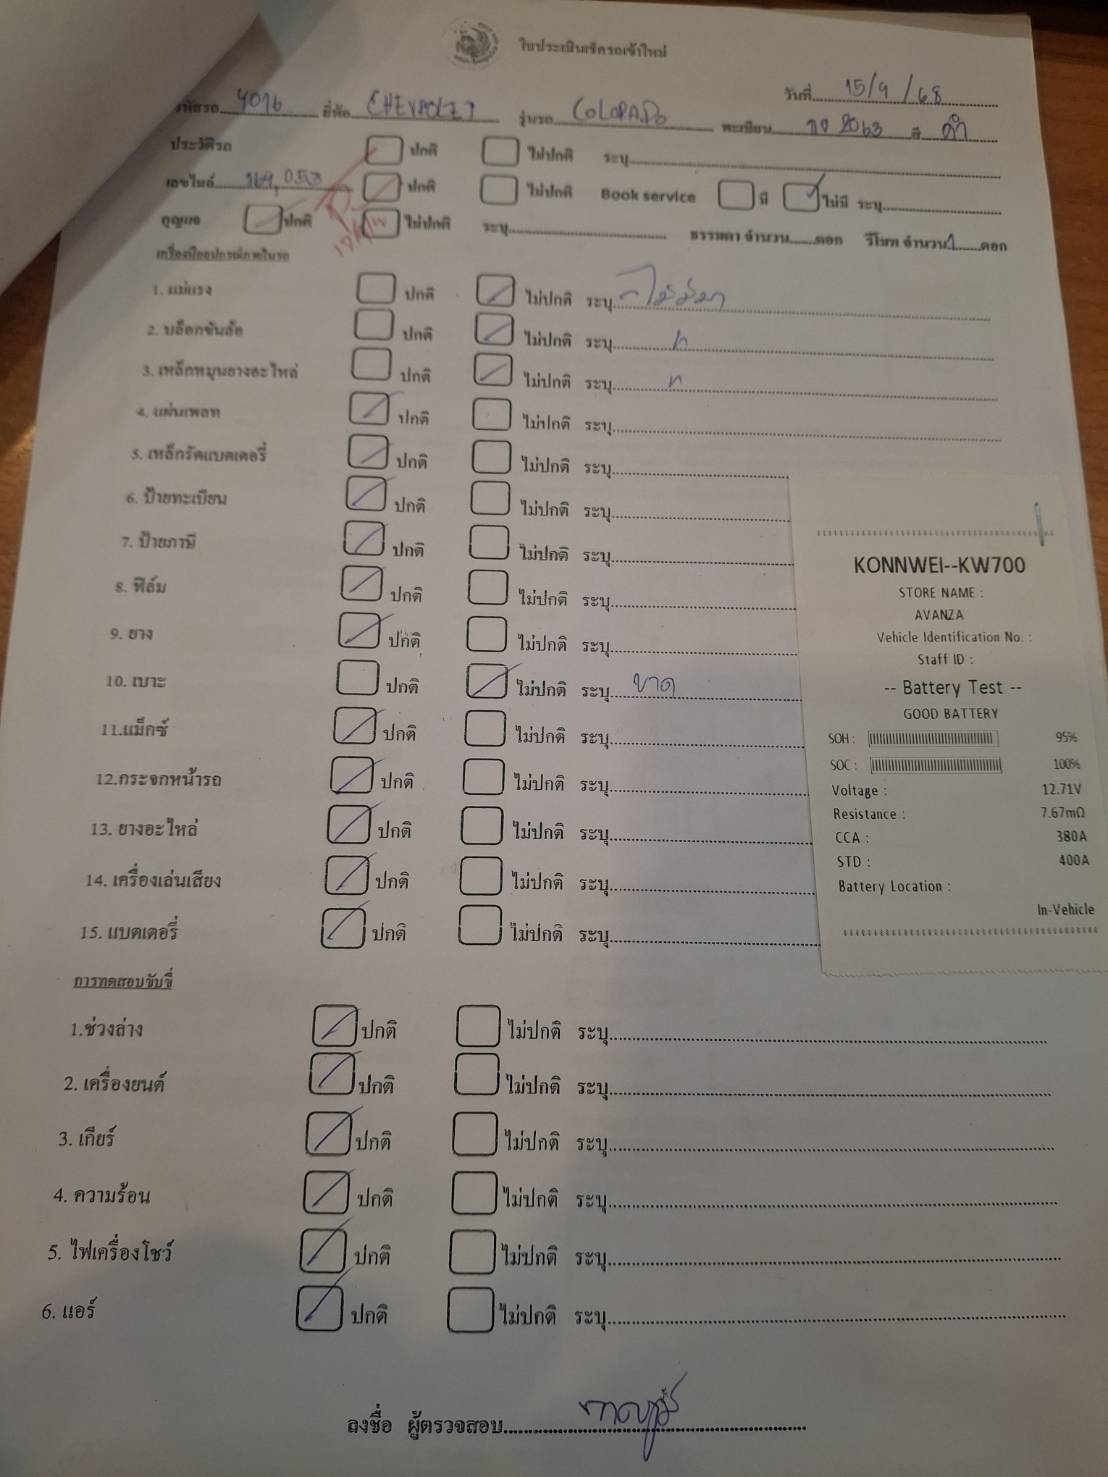 ใบประเมินเช็ครถเข้าใหม่
วันที่ 15/9/68
รหัสรถ 4076 ยี่ห้อ CHEVROLET รุ่นรถ COLORADO ทะเบียน 2063 สี ดำ
ประวัติรถ ปกติ ไม่ปกติ ระบุ
เลขไมล์ 169,053 ปกติ ไม่ปกติ Book service มี ไม่มี ระบุ
กุญแจ ปกติ ไม่ปกติ ระบุ ธรรมดา จำนวน ดอก รีโมท จำนวน 1 ดอก
เครื่องมืออุปกรณ์ภายในรถ
1. แม่แรง ปกติ ไม่ปกติ ระบุ - ไม่มีมา
2. บล็อกขันล้อ ปกติ ไม่ปกติ ระบุ "
3. เหล็กหมุนยางอะไหล่ ปกติ ไม่ปกติ ระบุ "
4. แผ่นเพลท ปกติ ไม่ปกติ ระบุ
5. เหล็กรัดแบตเตอรี่ ปกติ ไม่ปกติ ระบุ
6. ป้ายทะเบียน ปกติ ไม่ปกติ ระบุ
7. ป้ายภาษี ปกติ ไม่ปกติ ระบุ
8. ฟิล์ม ปกติ ไม่ปกติ ระบุ
9. ยาง ปกติ ไม่ปกติ ระบุ
10. เบาะ ปกติ ไม่ปกติ ระบุ ขาด
11.แม็กซ์ ปกติ ไม่ปกติ ระบุ
12.กระจกหน้ารถ ปกติ ไม่ปกติ ระบุ
13. ยางอะไหล่ ปกติ ไม่ปกติ ระบุ
14. เครื่องเล่นเสียง ปกติ ไม่ปกติ ระบุ
15. แบตเตอรี่ ปกติ ไม่ปกติ ระบุ
KONNWEI--KW700
STORE NAME :
AVANZA
Vehicle Identification No. :
Staff ID :
-- Battery Test --
GOOD BATTERY
SOH : 95%
SOC : 100%
Voltage : 12.71V
Resistance : 7.67mΩ
CCA : 380A
STD : 400A
Battery Location :
In-Vehicle
การทดสอบขับขี่
1.ช่วงล่าง ปกติ ไม่ปกติ ระบุ
2. เครื่องยนต์ ปกติ ไม่ปกติ ระบุ
3. เกียร์ ปกติ ไม่ปกติ ระบุ
4. ความร้อน ปกติ ไม่ปกติ ระบุ
5. ไฟเครื่องโชว์ ปกติ ไม่ปกติ ระบุ
6. แอร์ ปกติ ไม่ปกติ ระบุ
ลงชื่อ ผู้ตรวจสอบ